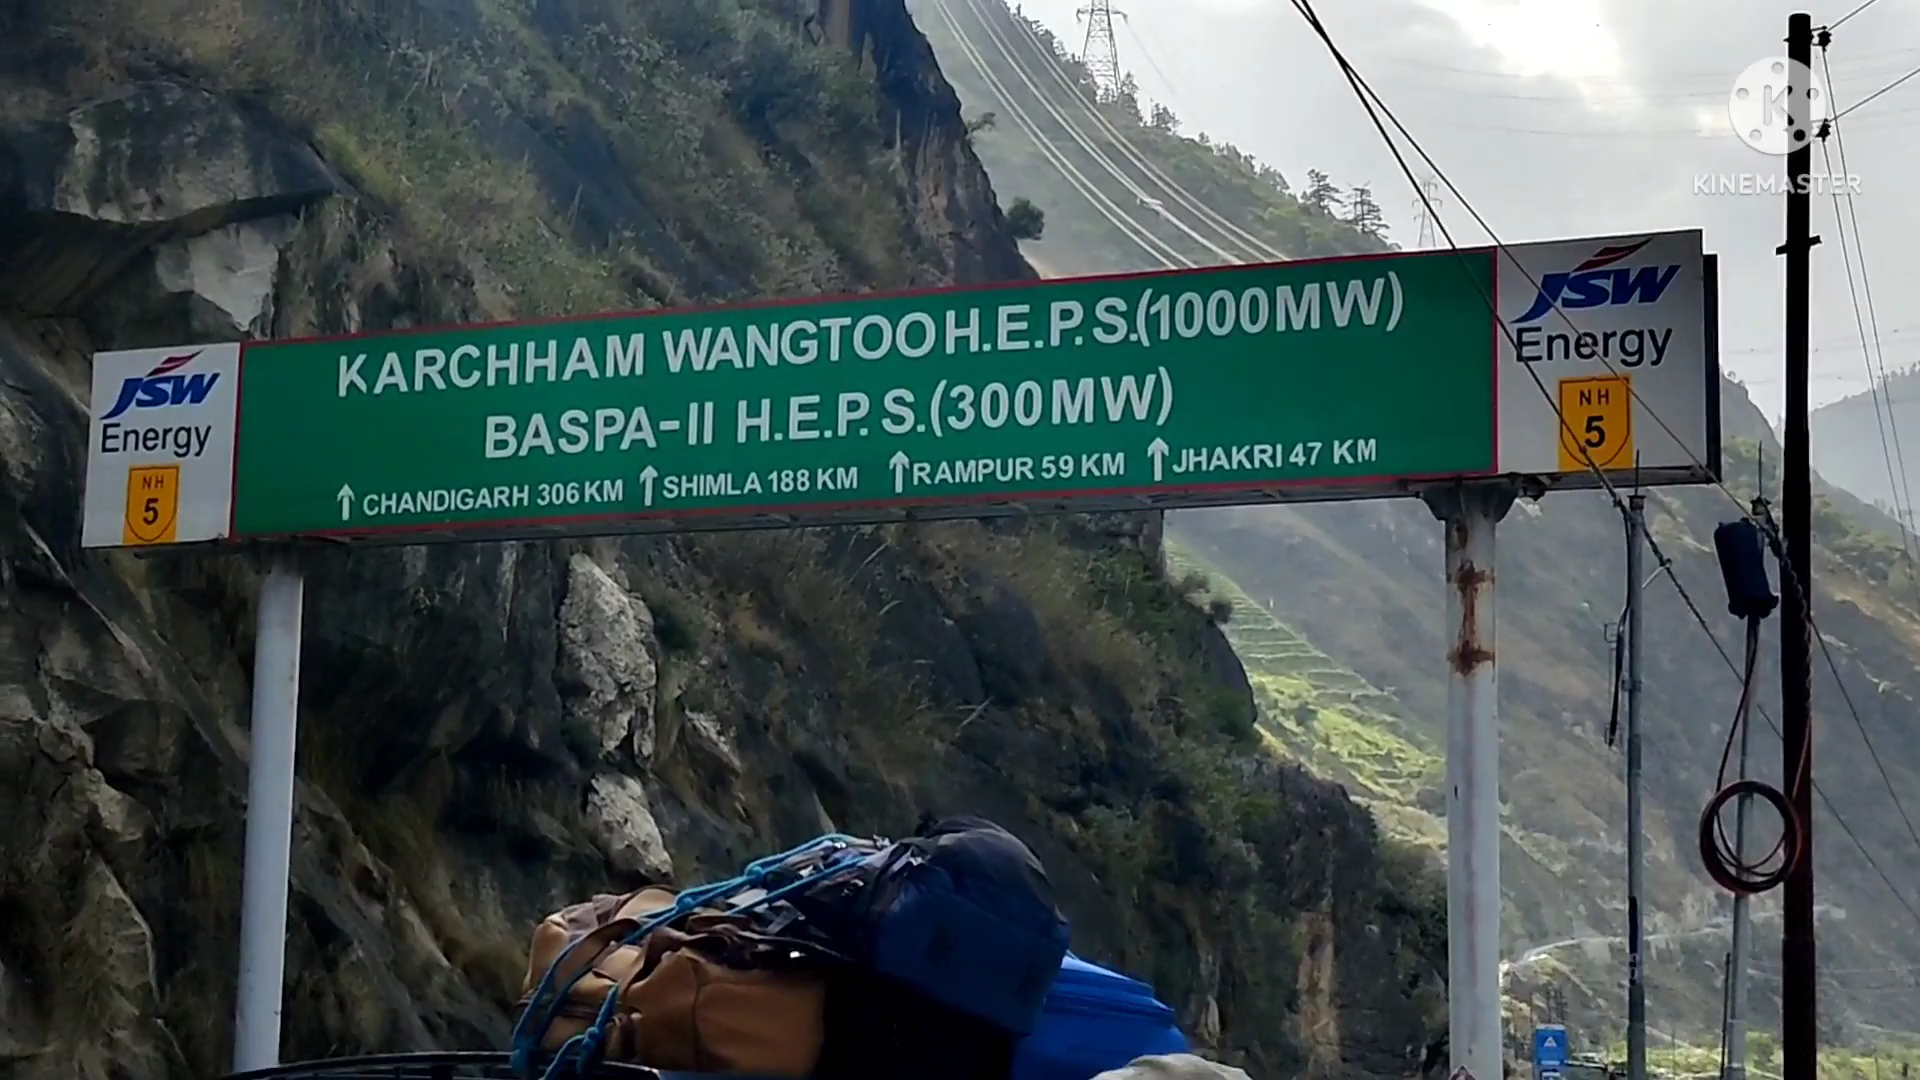 KINEMASTER
JSW
Energy
NH
5
KARCHHAM WANGTOO H.E.P.S.(1000MW)
BASPA-II H.E.P.S.(300MW)
↑ CHANDIGARH 306 KM ↑ SHIMLA 188 KM ↑ RAMPUR 59 KM ↑ JHAKRI 47 KM
JSW
Energy
NH
5